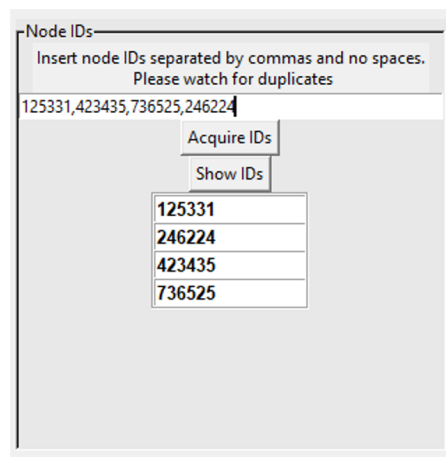 Node IDs
Insert node IDs separated by commas and no spaces.
Please watch for duplicates
125331,423435,736525,246224
Acquire IDs
Show IDs
125331
246224
423435
736525